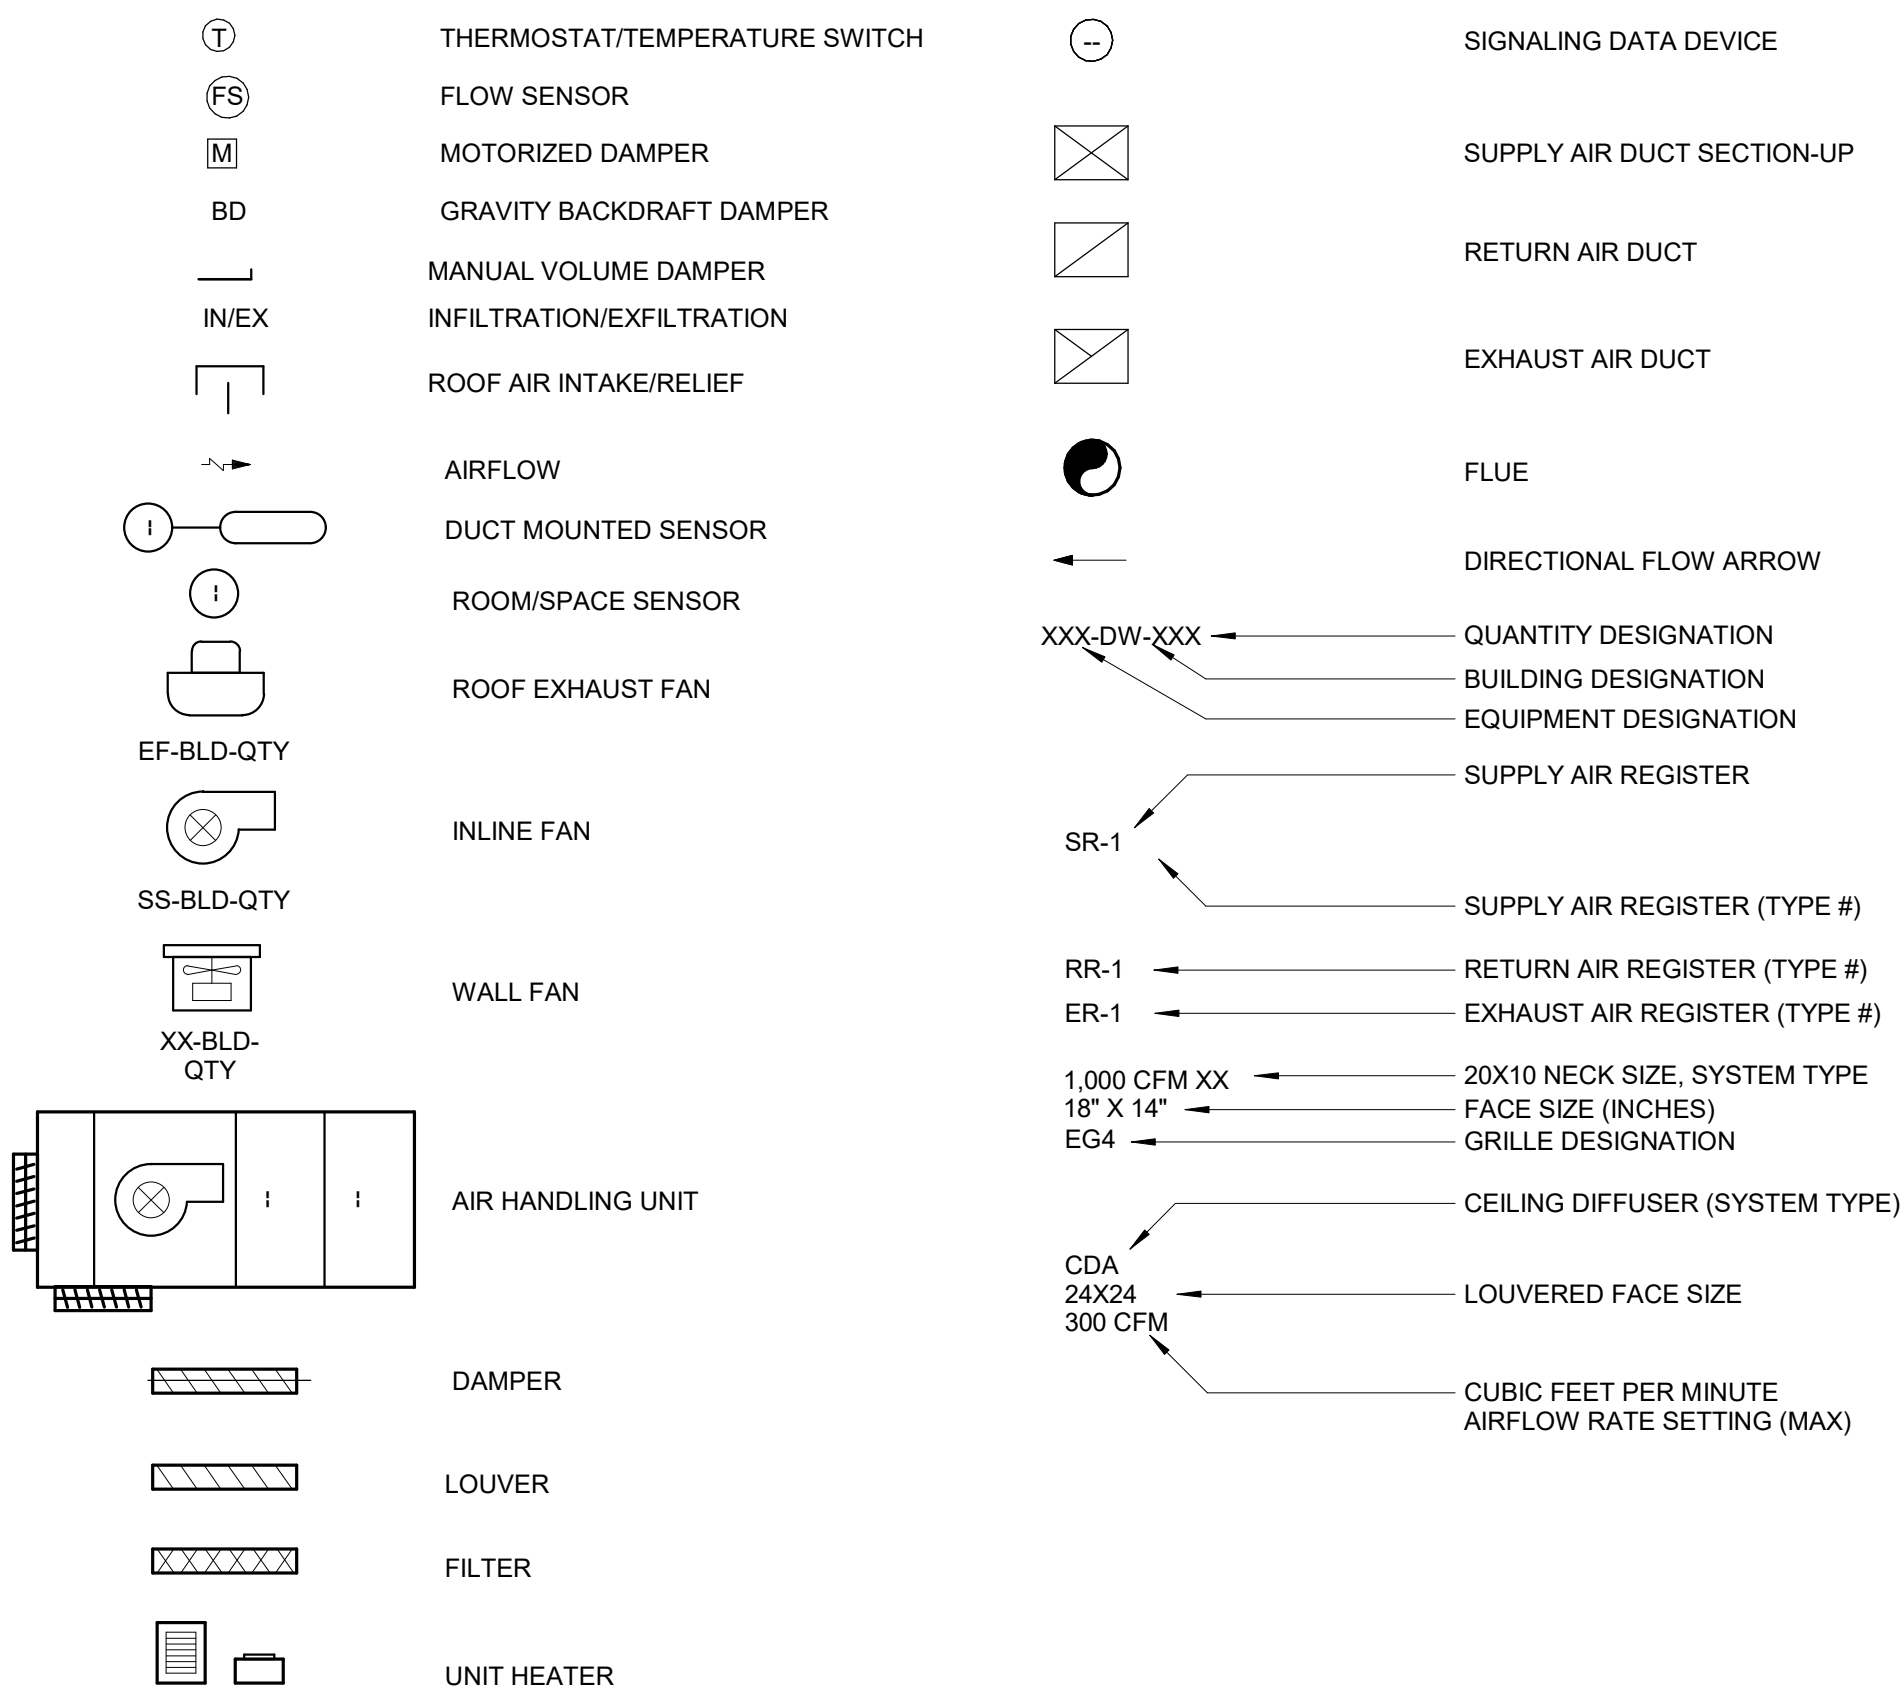 T THERMOSTAT/TEMPERATURE SWITCH
FS FLOW SENSOR
M MOTORIZED DAMPER
BD GRAVITY BACKDRAFT DAMPER
MANUAL VOLUME DAMPER
IN/EX INFILTRATION/EXFILTRATION
ROOF AIR INTAKE/RELIEF
AIRFLOW
DUCT MOUNTED SENSOR
ROOM/SPACE SENSOR
ROOF EXHAUST FAN
EF-BLD-QTY
INLINE FAN
SS-BLD-QTY
WALL FAN
XX-BLD-
QTY
AIR HANDLING UNIT
DAMPER
LOUVER
FILTER
UNIT HEATER
-- SIGNALING DATA DEVICE
SUPPLY AIR DUCT SECTION-UP
RETURN AIR DUCT
EXHAUST AIR DUCT
FLUE
DIRECTIONAL FLOW ARROW
XXX-DW-XXX QUANTITY DESIGNATION
BUILDING DESIGNATION
EQUIPMENT DESIGNATION
SUPPLY AIR REGISTER
SR-1
SUPPLY AIR REGISTER (TYPE #)
RR-1 RETURN AIR REGISTER (TYPE #)
ER-1 EXHAUST AIR REGISTER (TYPE #)
1,000 CFM XX 20X10 NECK SIZE, SYSTEM TYPE
18" X 14" FACE SIZE (INCHES)
EG4 GRILLE DESIGNATION
CEILING DIFFUSER (SYSTEM TYPE)
CDA
24X24 LOUVERED FACE SIZE
300 CFM
CUBIC FEET PER MINUTE
AIRFLOW RATE SETTING (MAX)